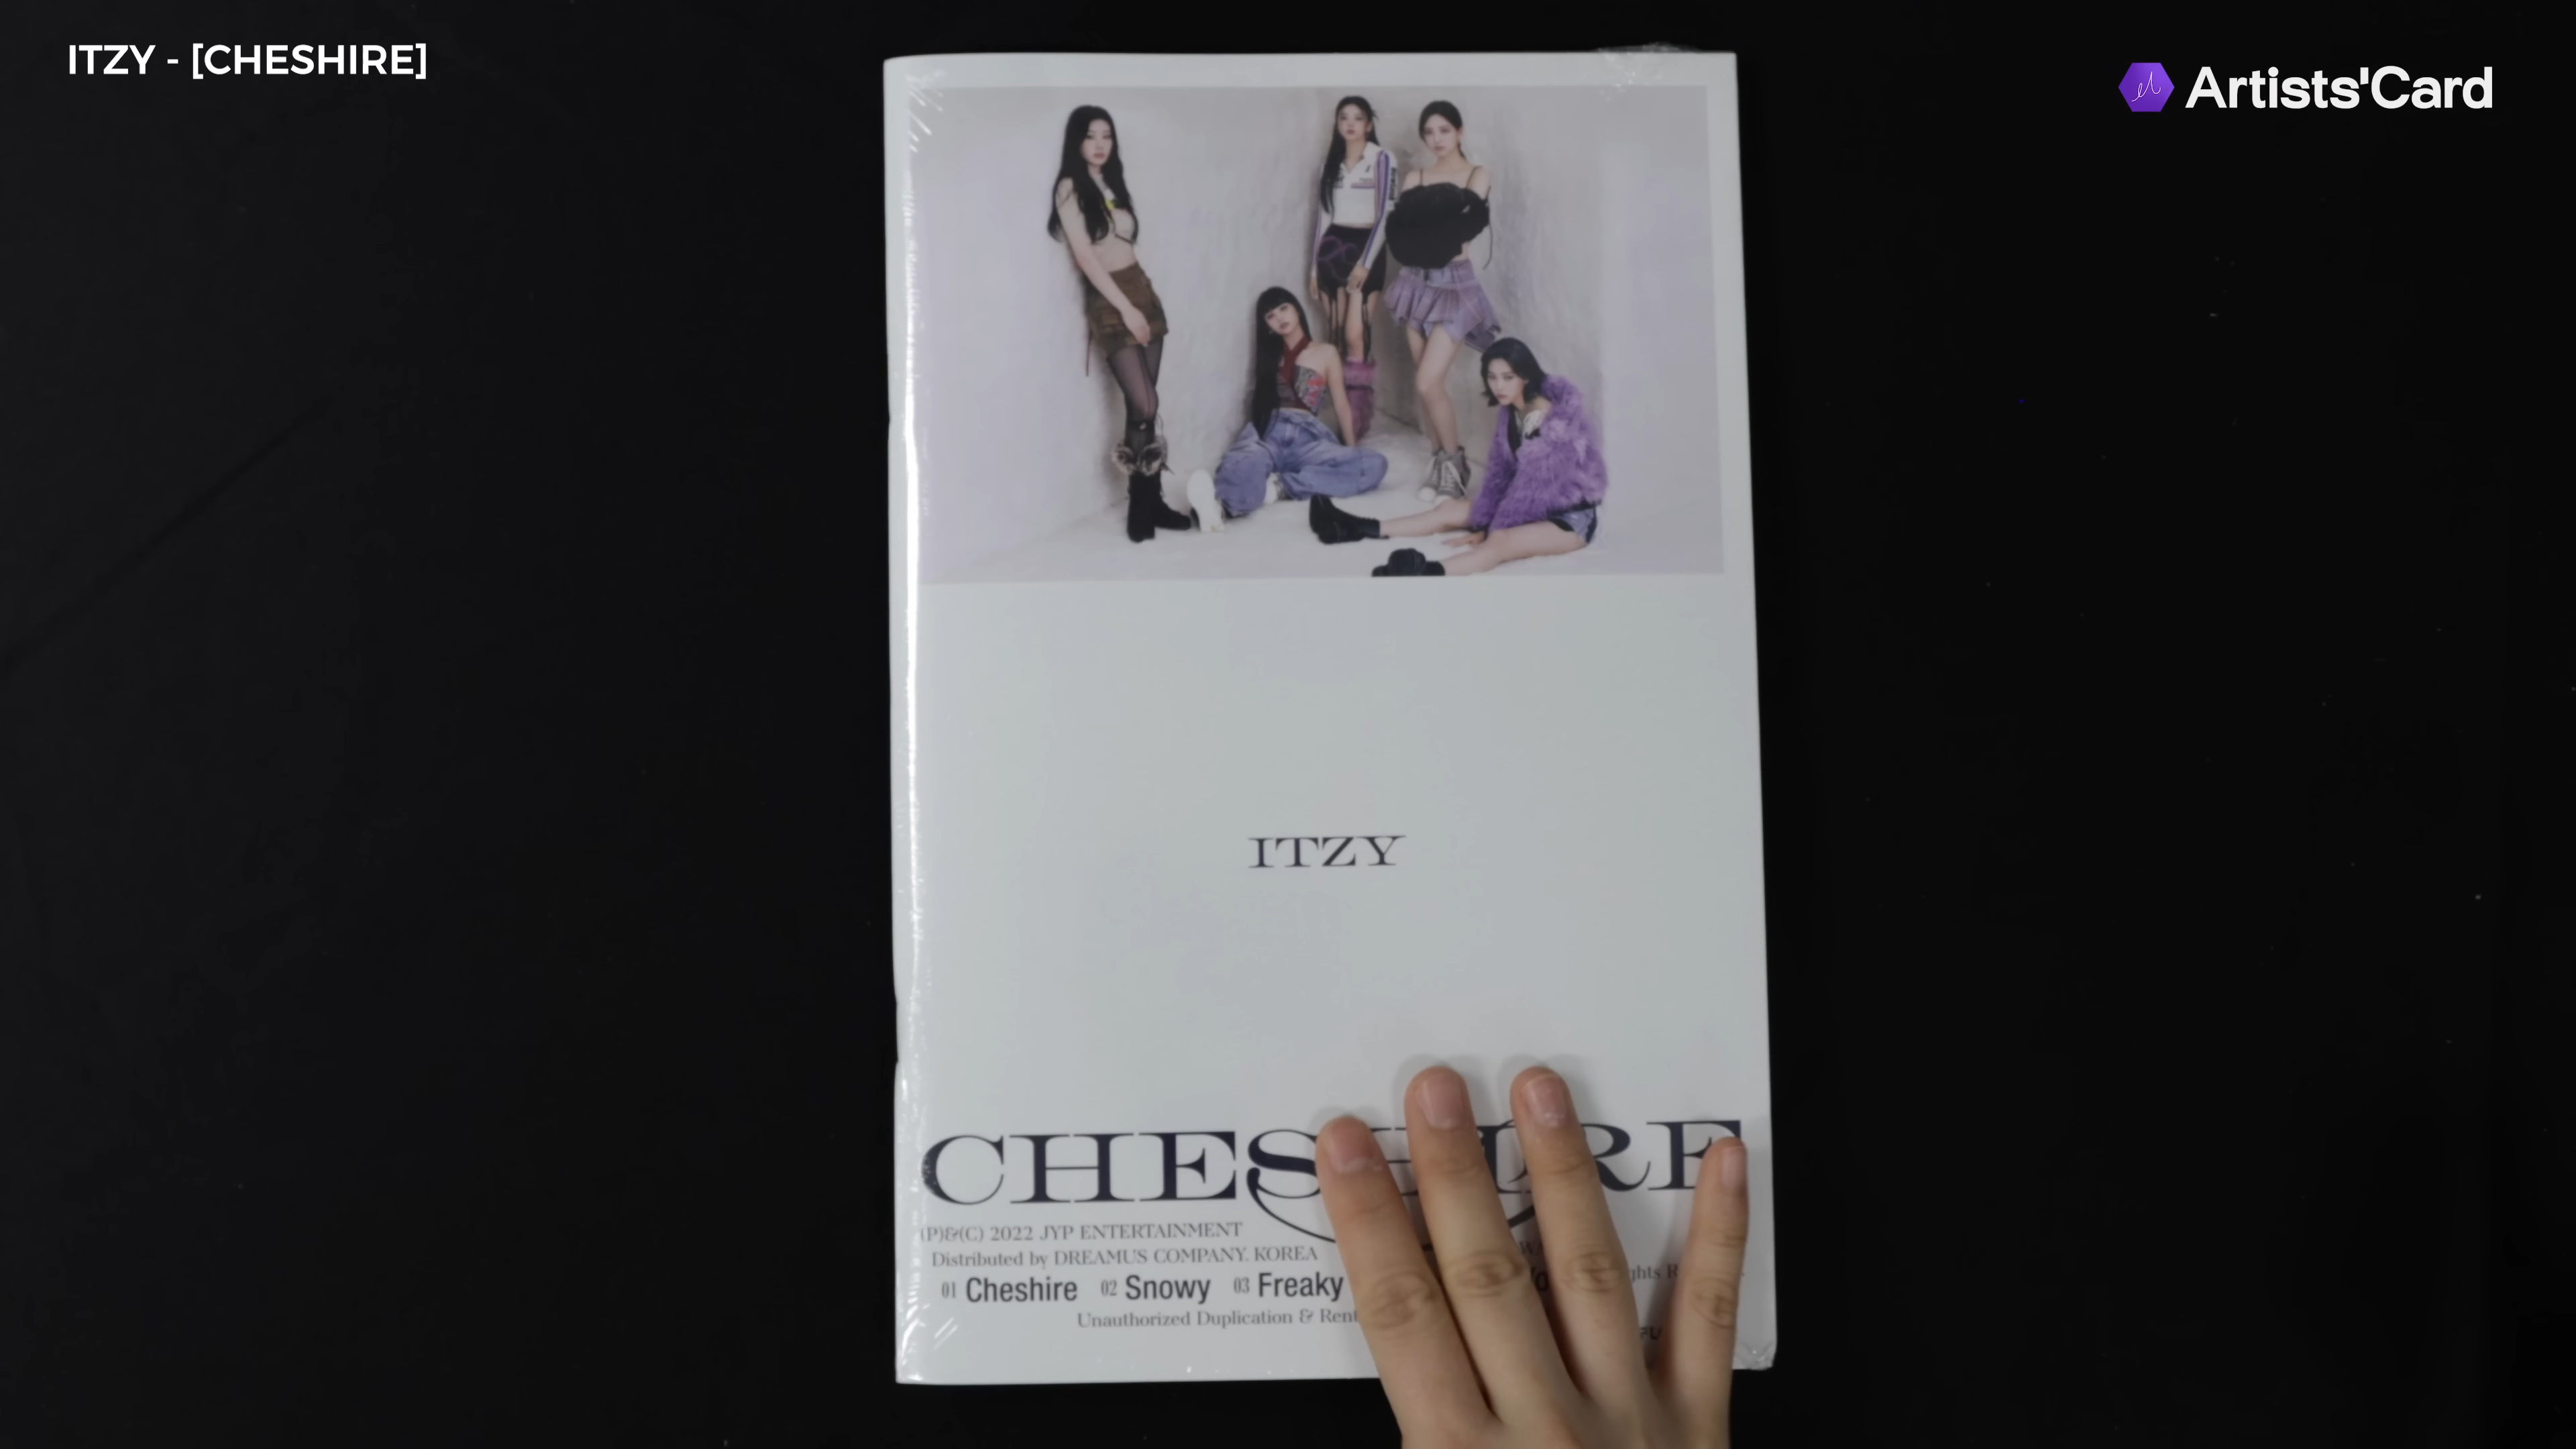 ITZY - [CHESHIRE]
Artists'Card
ITZY
CHESHIRE
(P)&(C) 2022 JYP ENTERTAINMENT
Distributed by DREAMUS COMPANY. KOREA
01 Cheshire 02 Snowy 03 Freaky
Unauthorized Duplication &